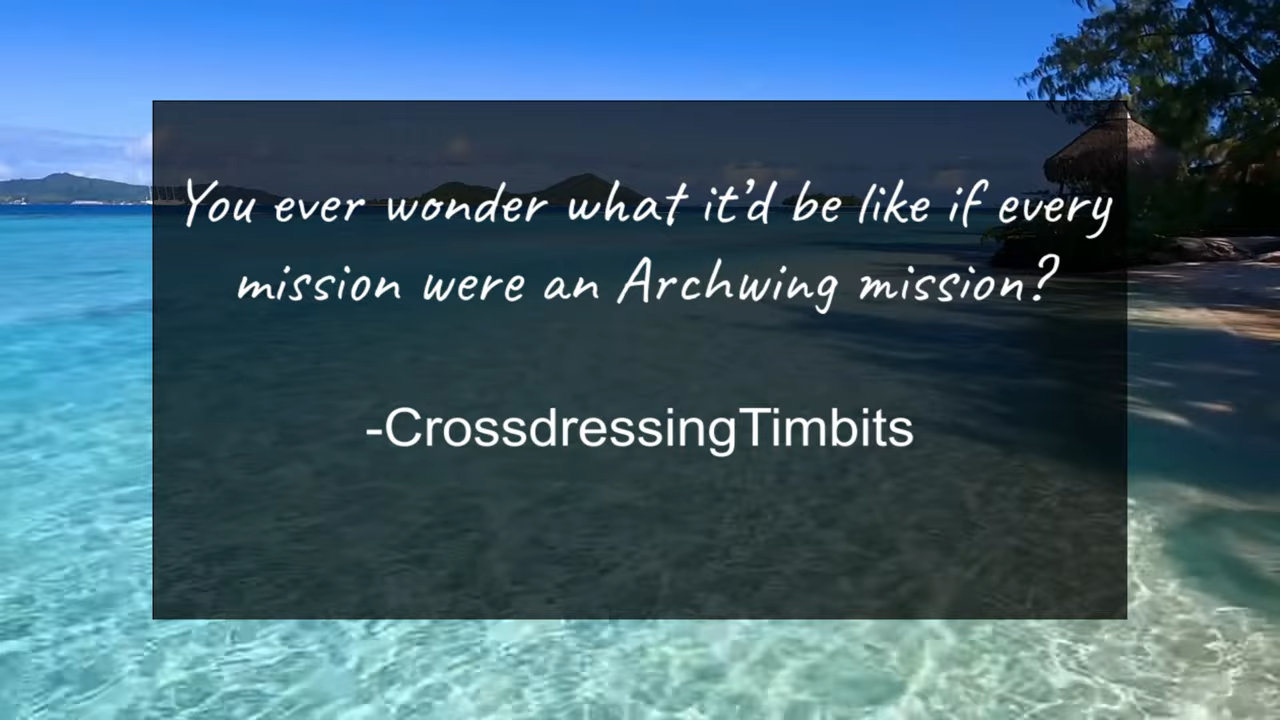 You ever wonder what it’d be like if every
mission were an Archwing mission?
-CrossdressingTimbits